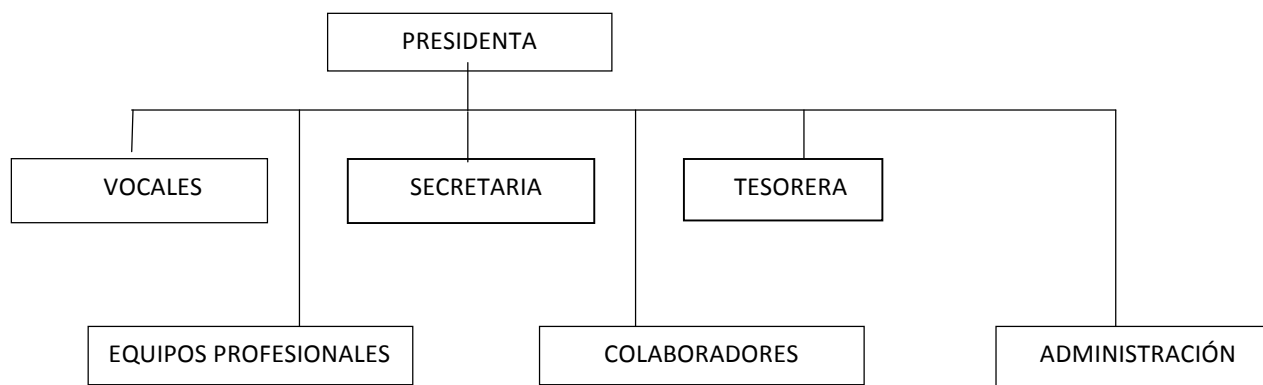 PRESIDENTA
VOCALES
SECRETARIA
TESORERA
EQUIPOS PROFESIONALES
COLABORADORES
ADMINISTRACIÓN